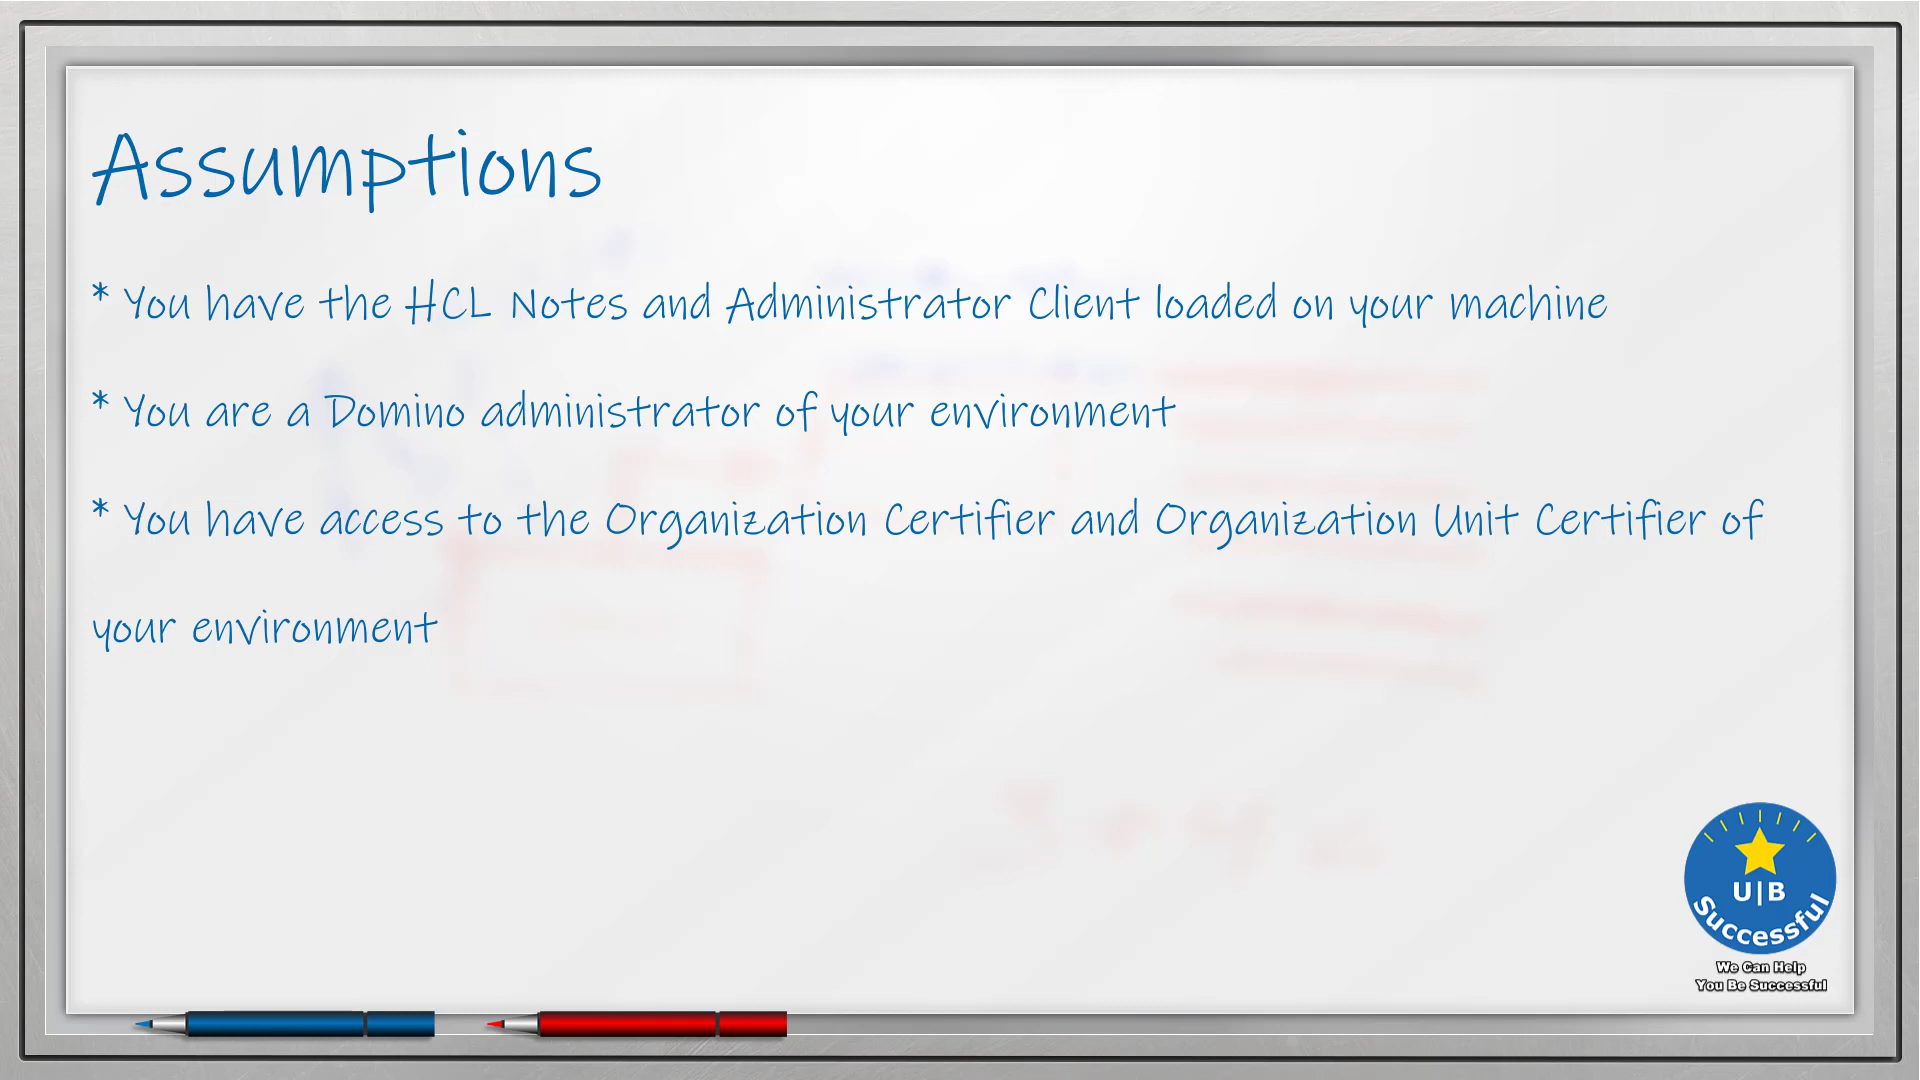 Assumptions
* You have the HCL Notes and Administrator Client loaded on your machine
* You are a Domino administrator of your environment
* You have access to the Organization Certifier and Organization Unit Certifier of
your environment
U|B
Successful
We Can Help
You Be Successful